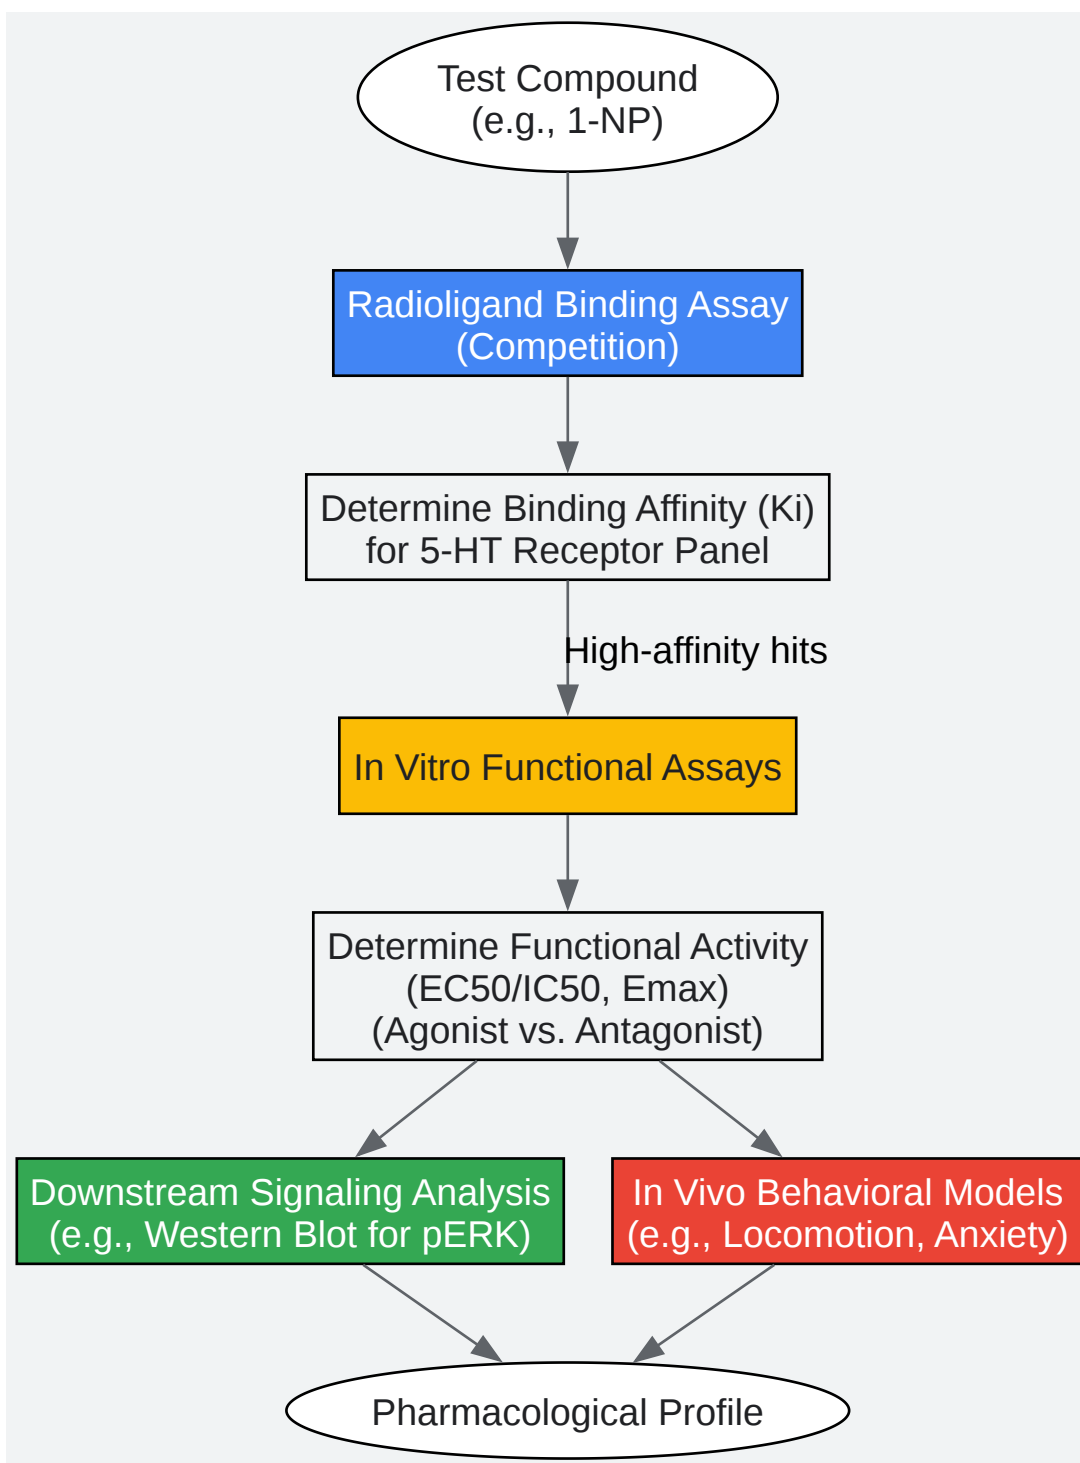 Test Compound
(e.g., 1-NP)
Radioligand Binding Assay
(Competition)
Determine Binding Affinity (Ki)
for 5-HT Receptor Panel
High-affinity hits
In Vitro Functional Assays
Determine Functional Activity
(EC50/IC50, Emax)
(Agonist vs. Antagonist)
Downstream Signaling Analysis
(e.g., Western Blot for pERK)
In Vivo Behavioral Models
(e.g., Locomotion, Anxiety)
Pharmacological Profile